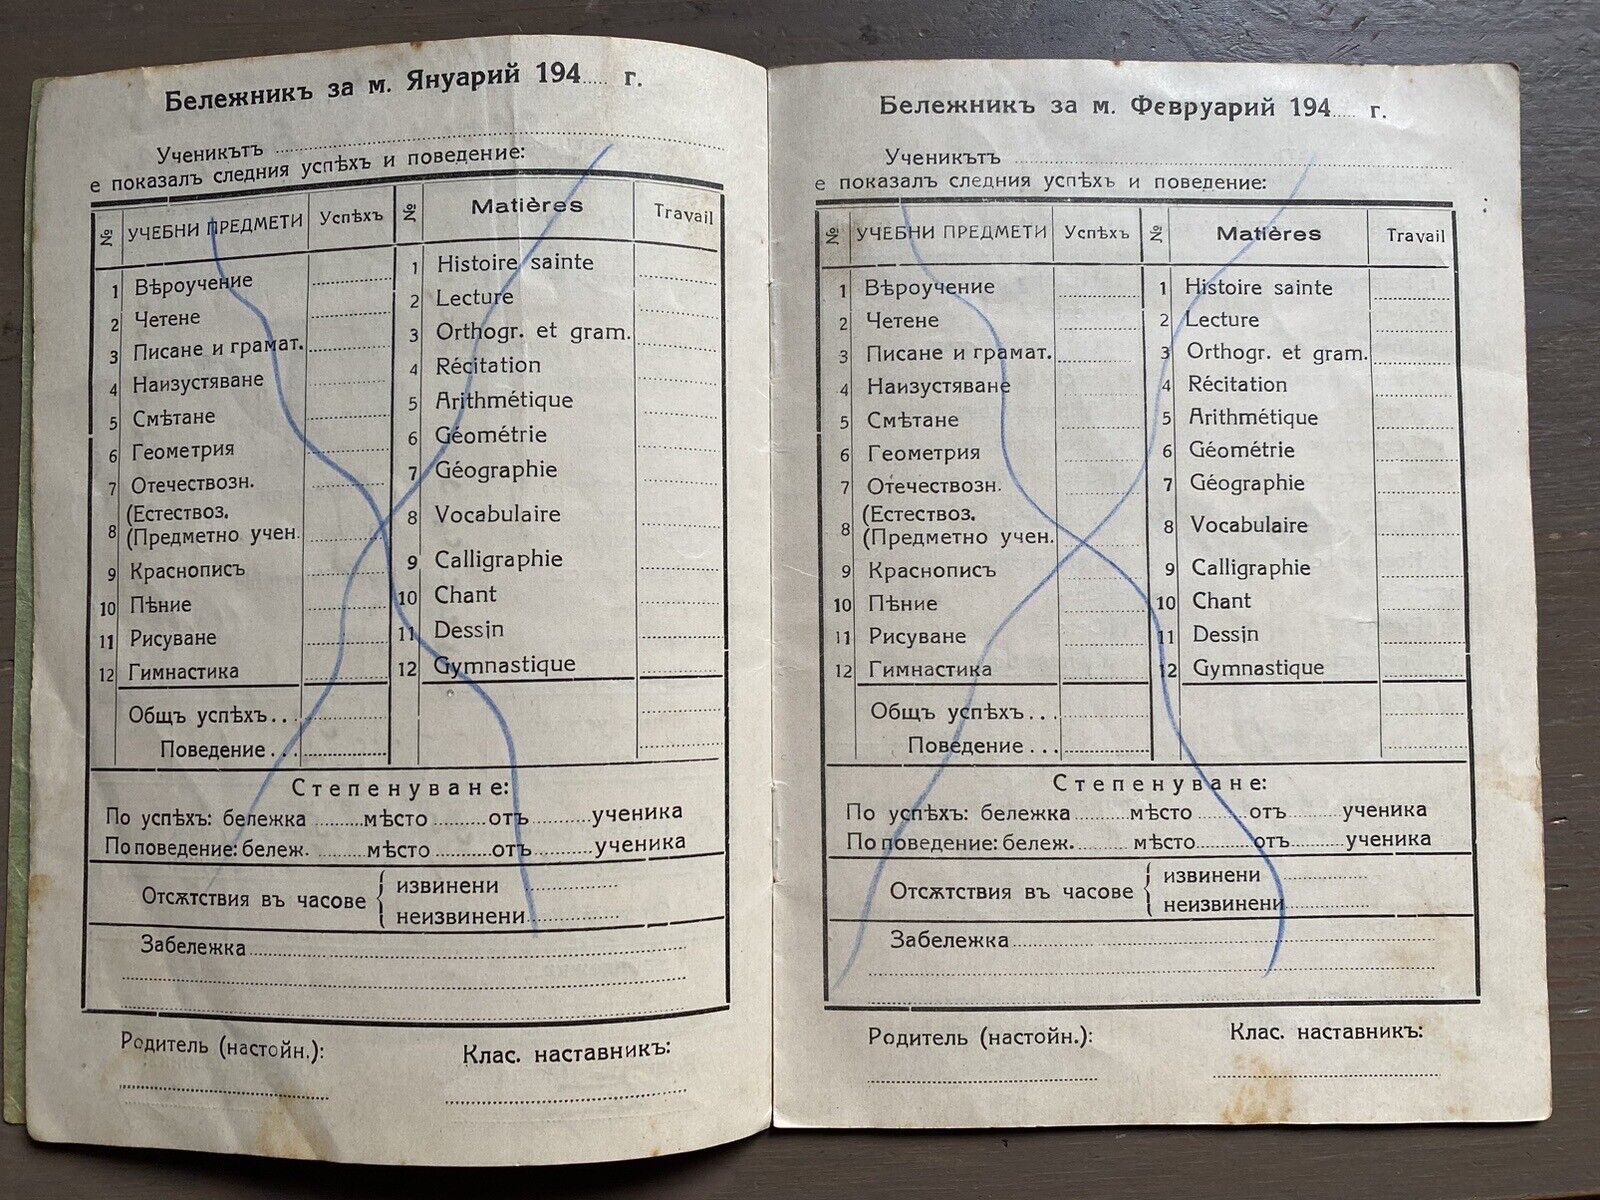 Бележникъ за м. Януарий 194..... г.
Ученикътъ
е показалъ следния успѣхъ и поведение:
№ УЧЕБНИ ПРЕДМЕТИ Успѣхъ № Matières Travail
1 Вѣроучение 1 Histoire sainte
2 Четене 2 Lecture
3 Писане и грамат. 3 Orthogr. et gram.
4 Наизустяване 4 Récitation
5 Смѣтане 5 Arithmétique
6 Геометрия 6 Géométrie
7 Отечествозн. 7 Géographie
8 (Естествоз. 8 Vocabulaire
(Предметно учен.
9 Краснописъ 9 Calligraphie
10 Пѣние 10 Chant
11 Рисуване 11 Dessin
12 Гимнастика 12 Gymnastique
Общъ успѣхъ...
Поведение...
Степенуване:
По успѣхъ: бележка ........ място ........ отъ ........ ученика
По поведение: бележ. ........ мѣсто ........ отъ ........ ученика
Отсѫтствия въ часове { извинени
неизвинени
Забележка
Родитель (настойн.): Клас. наставникъ:
Бележникъ за м. Февруарий 194..... г.
Ученикътъ
е показалъ следния успѣхъ и поведение:
№ УЧЕБНИ ПРЕДМЕТИ Успѣхъ № Matières Travail
1 Вѣроучение 1 Histoire sainte
2 Четене 2 Lecture
3 Писане и грамат. 3 Orthogr. et gram.
4 Наизустяване 4 Récitation
5 Смѣтане 5 Arithmétique
6 Геометрия 6 Géométrie
7 Отечествозн. 7 Géographie
8 (Естествоз. 8 Vocabulaire
(Предметно учен.
9 Краснописъ 9 Calligraphie
10 Пѣние 10 Chant
11 Рисуване 11 Dessin
12 Гимнастика 12 Gymnastique
Общъ успѣхъ...
Поведение...
Степенуване:
По успѣхъ: бележка ........ мѣсто ........ отъ ........ ученика
По поведение: бележ. ........ мѣсто ........ отъ ........ ученика
Отсѫтствия въ часове { извинени
неизвинени
Забележка
Родитель (настойн.): Клас. наставникъ: